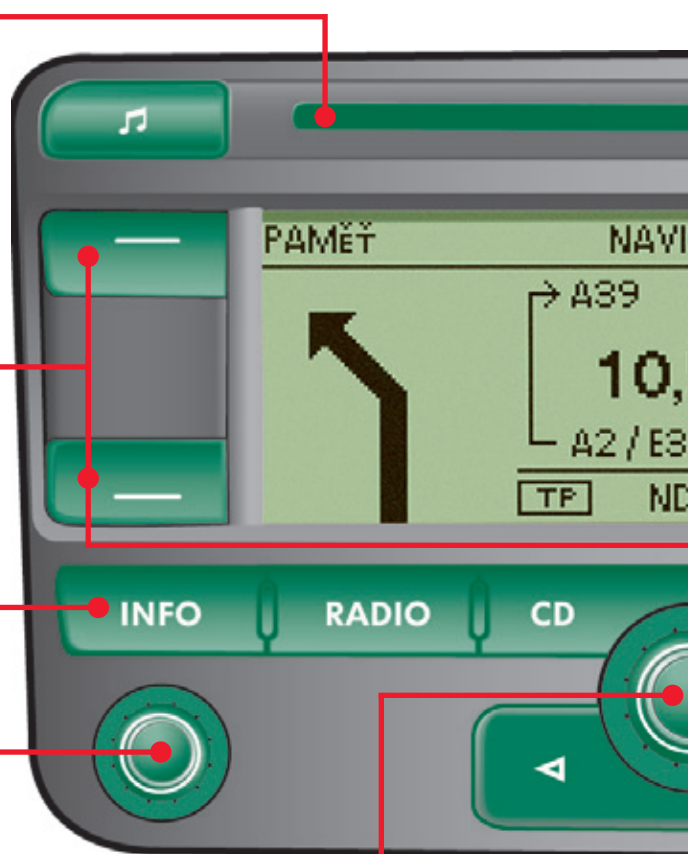 PAMĚŤ NAVI
A39
10,
A2 / E3
TP ND
INFO RADIO CD